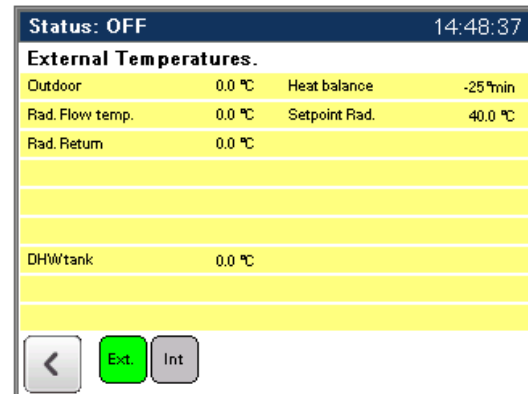 Status: OFF 14:48:37
External Temperatures.
Outdoor 0.0 °C Heat balance -25 °min
Rad. Flow temp. 0.0 °C Setpoint Rad. 40.0 °C
Rad. Return 0.0 °C
DHW tank 0.0 °C
Ext. Int